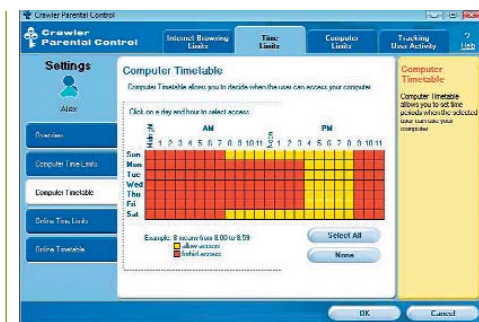 Crawler Parental Control
Crawler
Parental Control
Internet Browsing
Limits
Time
Limits
Computer
Limits
Tracking
User Activity
?
Help
Settings
Alex
Overview
Computer Time Limits
Computer Timetable
Online Time Limits
Online Timetable
Computer Timetable
Computer Timetable allows you to decide when the user can access your computer
Click on a day and hour to select access
AM
PM
Midnight 1 2 3 4 5 6 7 8 9 10 11 Noon 1 2 3 4 5 6 7 8 9 10 11
Sun
Mon
Tue
Wed
Thu
Fri
Sat
Example: 8 means from 8.00 to 8.59
allow access
forbid access
Select All
None
Computer
Timetable
Computer Timetable
allows you to set time
periods when the selected
user can use your
computer.
OK
Cancel